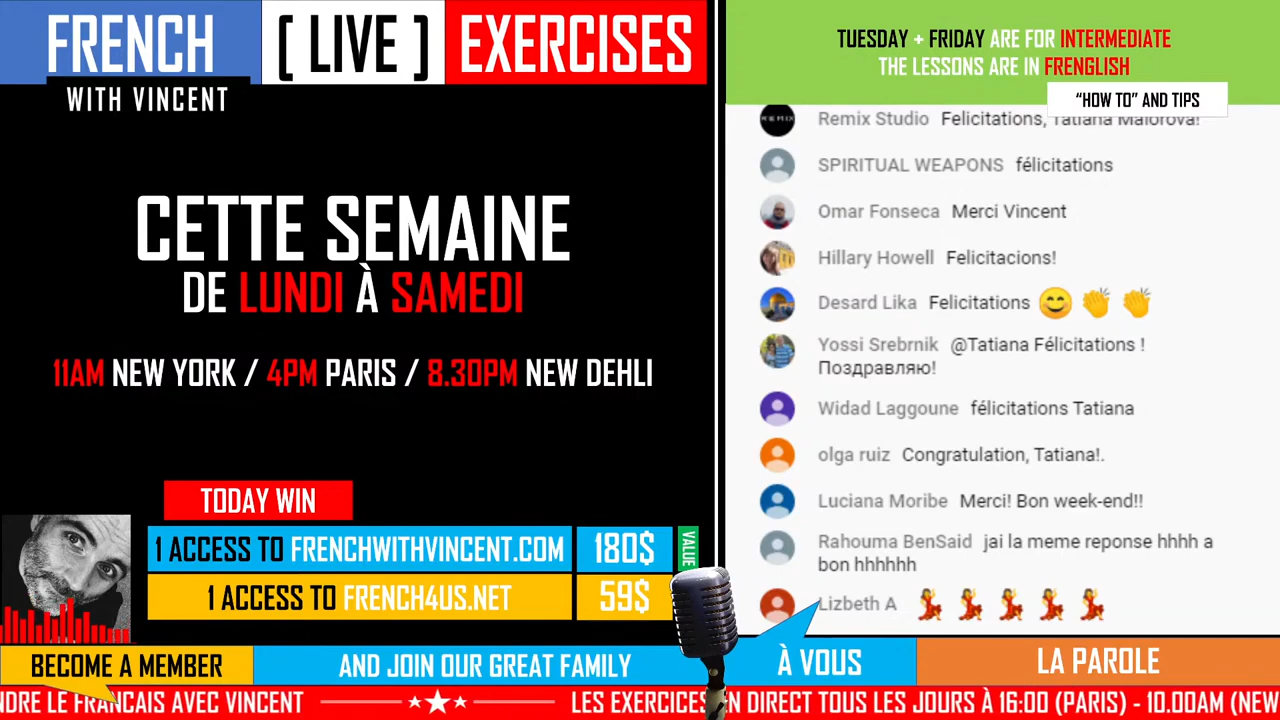 FRENCH [ LIVE ] EXERCISES
WITH VINCENT
CETTE SEMAINE
DE LUNDI À SAMEDI
11AM NEW YORK / 4PM PARIS / 8.30PM NEW DEHLI
TODAY WIN
1 ACCESS TO FRENCHWITHVINCENT.COM 180$ VALUE
1 ACCESS TO FRENCH4US.NET 59$
TUESDAY + FRIDAY ARE FOR INTERMEDIATE
THE LESSONS ARE IN FRENGLISH
“HOW TO” AND TIPS
Remix Studio Felicitations, Tatiana Maiorova!
SPIRITUAL WEAPONS félicitations
Omar Fonseca Merci Vincent
Hillary Howell Felicitacions!
Desard Lika Felicitations 😊 👏 👏
Yossi Srebrnik @Tatiana Félicitations !
Поздравляю!
Widad Laggoune félicitations Tatiana
olga ruiz Congratulation, Tatiana!.
Luciana Moribe Merci! Bon week-end!!
Rahouma BenSaid jai la meme reponse hhhh a
bon hhhhhh
Lizbeth A 💃 💃 💃 💃 💃
BECOME A MEMBER AND JOIN OUR GREAT FAMILY À VOUS LA PAROLE
NDRE LE FRANCAIS AVEC VINCENT LES EXERCICES EN DIRECT TOUS LES JOURS À 16:00 (PARIS) - 10.00AM (NEW